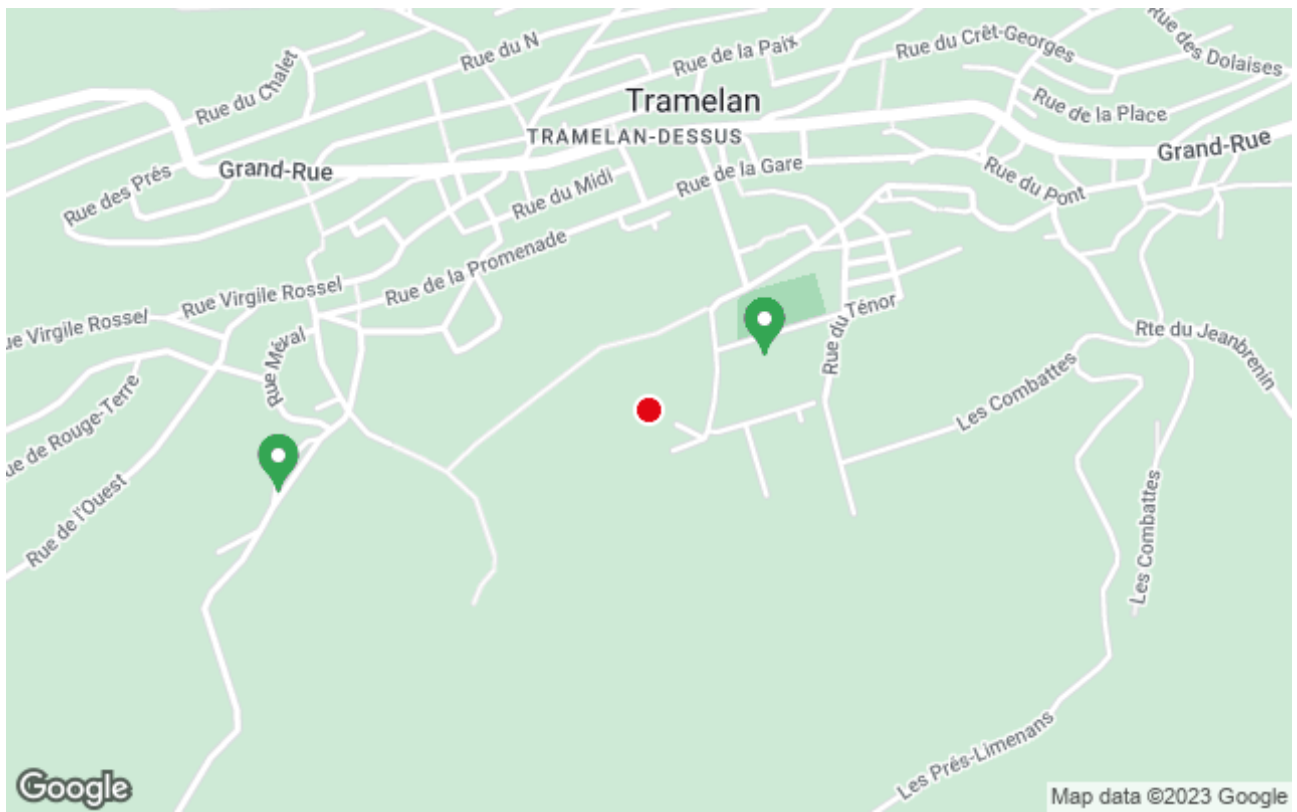 Rue du N
Rue de la Paix
Rue du Crêt-Georges
Rue des Dolaises
Rue du Chalet
Tramelan
Rue de la Place
TRAMELAN-DESSUS
Grand-Rue
Grand-Rue
Rue des Prés
Rue du Midi
Rue de la Gare
Rue du Pont
Rue de la Promenade
Rue Virgile Rossel
ue Virgile Rossel
Rue du Ténor
Rte du Jeanbrenin
Rue Méval
Les Combattes
ue de Rouge-Terre
Rue de l'Ouest
Les Combattes
Les Prés-Limenans
Google
Map data ©2023 Google